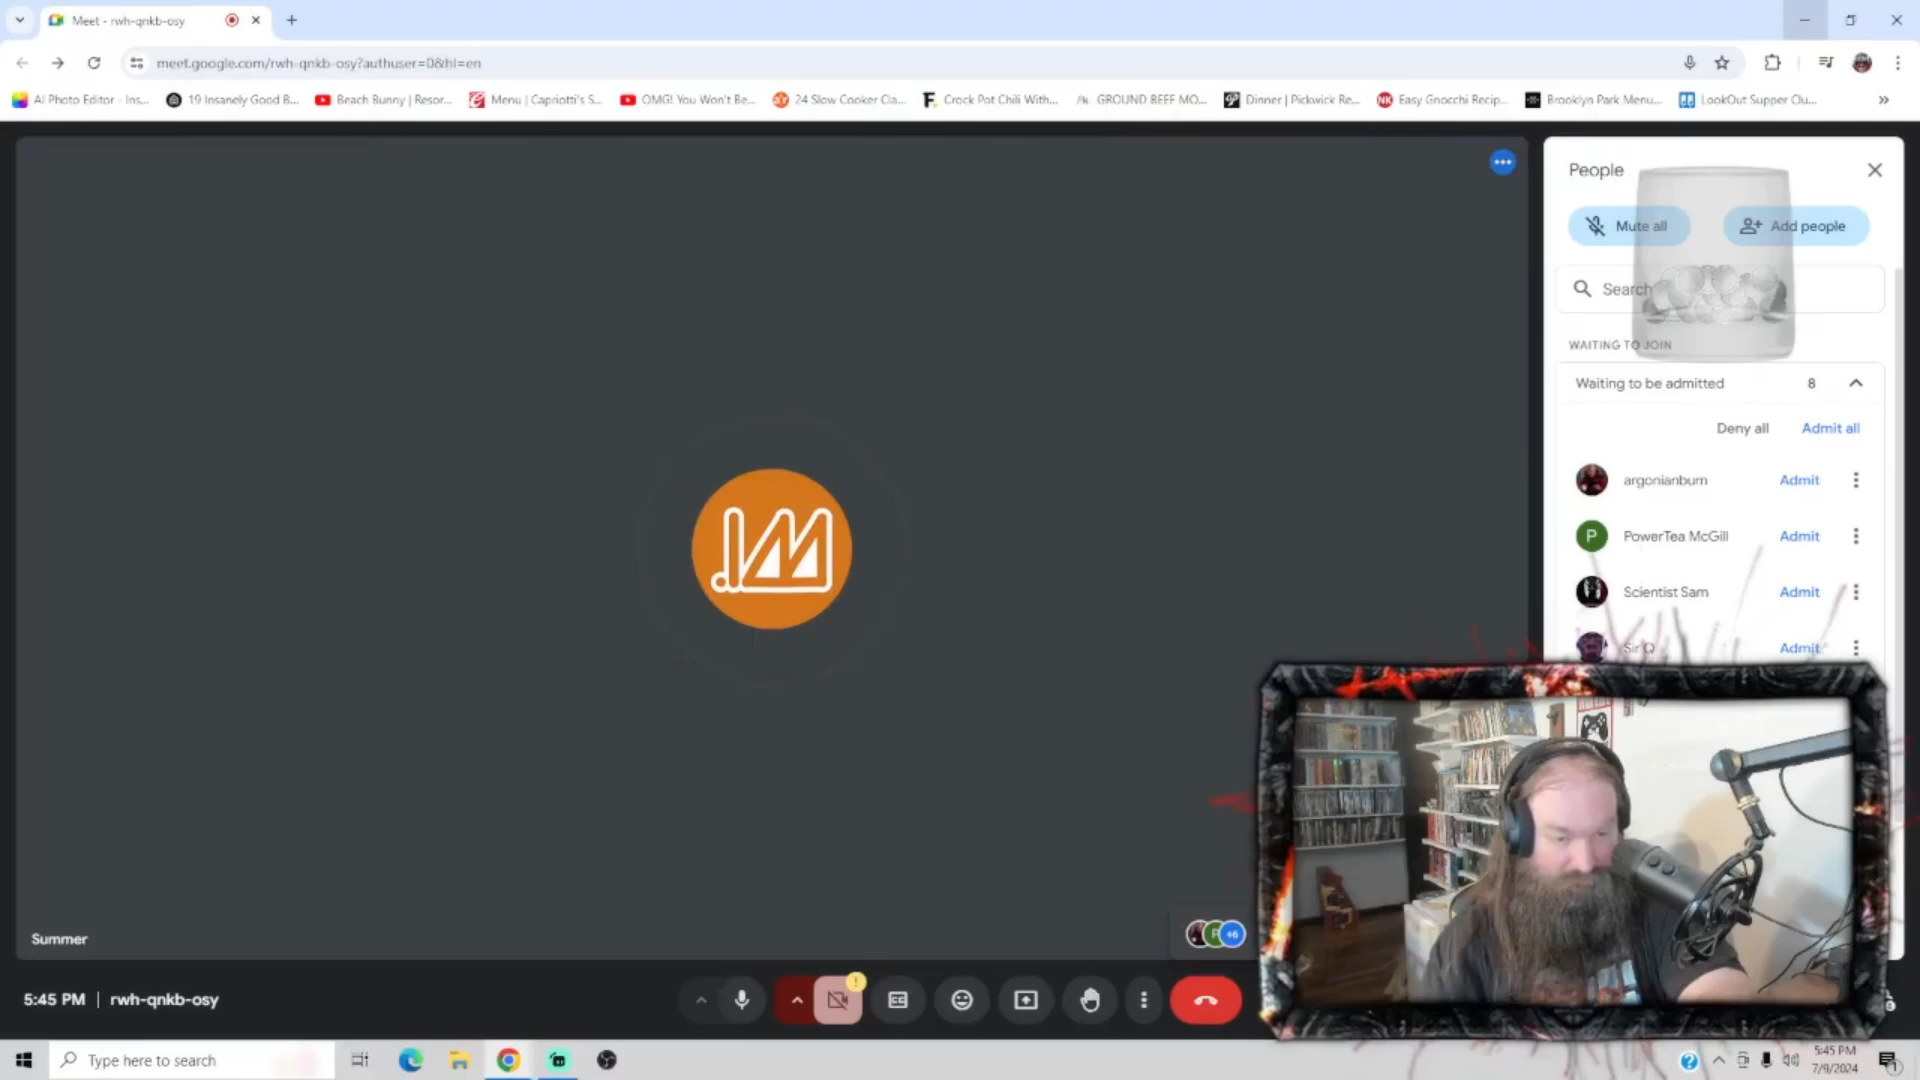 Meet - rwh-qnkb-osy
meet.google.com/rwh-qnkb-osy?authuser=0&hl=en
AI Photo Editor - Ins...
19 Insanely Good B...
Beach Bunny | Resor...
Menu | Capriotti's S...
OMG! You Won't Be...
24 Slow Cooker Cla...
Crock Pot Chili With...
GROUND BEEF MO...
Dinner | Pickwick Re...
Easy Gnocchi Recip...
Brooklyn Park Menu...
LookOut Supper Clu...
People
Mute all
Add people
Search
WAITING TO JOIN
Waiting to be admitted 8
Deny all Admit all
argonianbum Admit
P PowerTea McGill Admit
Scientist Sam Admit
Sir Q Admit
Summer
+6
5:45 PM | rwh-qnkb-osy
Type here to search
5:45 PM
7/9/2024